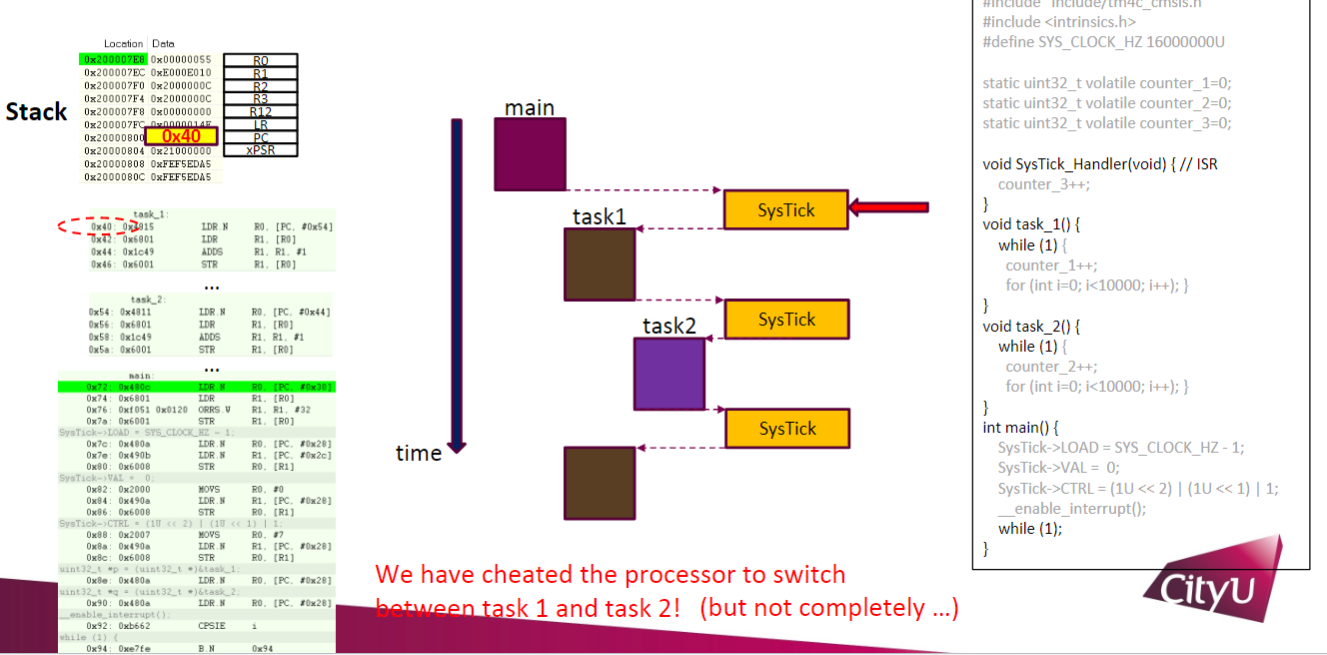 Stack
Location Data
0x200007E8 0x00000055 R0
0x200007EC 0xE000E010 R1
0x200007F0 0x2000000C R2
0x200007F4 0x2000000C R3
0x200007F8 0x00000000 R12
0x200007FC 0x0000014F LR
0x20000800 0x40 PC
0x20000804 0x21000000 xPSR
0x20000808 0xFEF5EDA5
0x2000080C 0xFEF5EDA5
task_1:
0x40: 0x4815 LDR.N R0, [PC, #0x54]
0x42: 0x6801 LDR R1, [R0]
0x44: 0x1c49 ADDS R1, R1, #1
0x46: 0x6001 STR R1, [R0]
...
task_2:
0x54: 0x4811 LDR.N R0, [PC, #0x44]
0x56: 0x6801 LDR R1, [R0]
0x58: 0x1c49 ADDS R1, R1, #1
0x5a: 0x6001 STR R1, [R0]
...
main:
0x72: 0x480c LDR.N R0, [PC, #0x30]
0x74: 0x6801 LDR R1, [R0]
0x76: 0xf051 0x0120 ORRS.W R1, R1, #32
0x7a: 0x6001 STR R1, [R0]
SysTick->LOAD = SYS_CLOCK_HZ - 1;
0x7c: 0x480a LDR.N R0, [PC, #0x28]
0x7e: 0x490b LDR.N R1, [PC, #0x2c]
0x80: 0x6008 STR R0, [R1]
SysTick->VAL = 0;
0x82: 0x2000 MOVS R0, #0
0x84: 0x490a LDR.N R1, [PC, #0x28]
0x86: 0x6008 STR R0, [R1]
SysTick->CTRL = (1U << 2) | (1U << 1) | 1;
0x88: 0x2007 MOVS R0, #7
0x8a: 0x490a LDR.N R1, [PC, #0x28]
0x8c: 0x6008 STR R0, [R1]
uint32_t *p = (uint32_t *)&task_1;
0x8e: 0x480a LDR.N R0, [PC, #0x28]
uint32_t *q = (uint32_t *)&task_2;
0x90: 0x480a LDR.N R0, [PC, #0x28]
__enable_interrupt();
0x92: 0xb662 CPSIE i
while (1) {
0x94: 0xe7fe B.N 0x94
main
SysTick
task1
SysTick
task2
SysTick
time
We have cheated the processor to switch
between task 1 and task 2! (but not completely …)
#include "include/tm4c_cmsis.h"
#include <intrinsics.h>
#define SYS_CLOCK_HZ 16000000U
static uint32_t volatile counter_1=0;
static uint32_t volatile counter_2=0;
static uint32_t volatile counter_3=0;
void SysTick_Handler(void) { // ISR
counter_3++;
}
void task_1() {
while (1) {
counter_1++;
for (int i=0; i<10000; i++); }
}
void task_2() {
while (1) {
counter_2++;
for (int i=0; i<10000; i++); }
}
int main() {
SysTick->LOAD = SYS_CLOCK_HZ - 1;
SysTick->VAL = 0;
SysTick->CTRL = (1U << 2) | (1U << 1) | 1;
__enable_interrupt();
while (1);
}
CityU